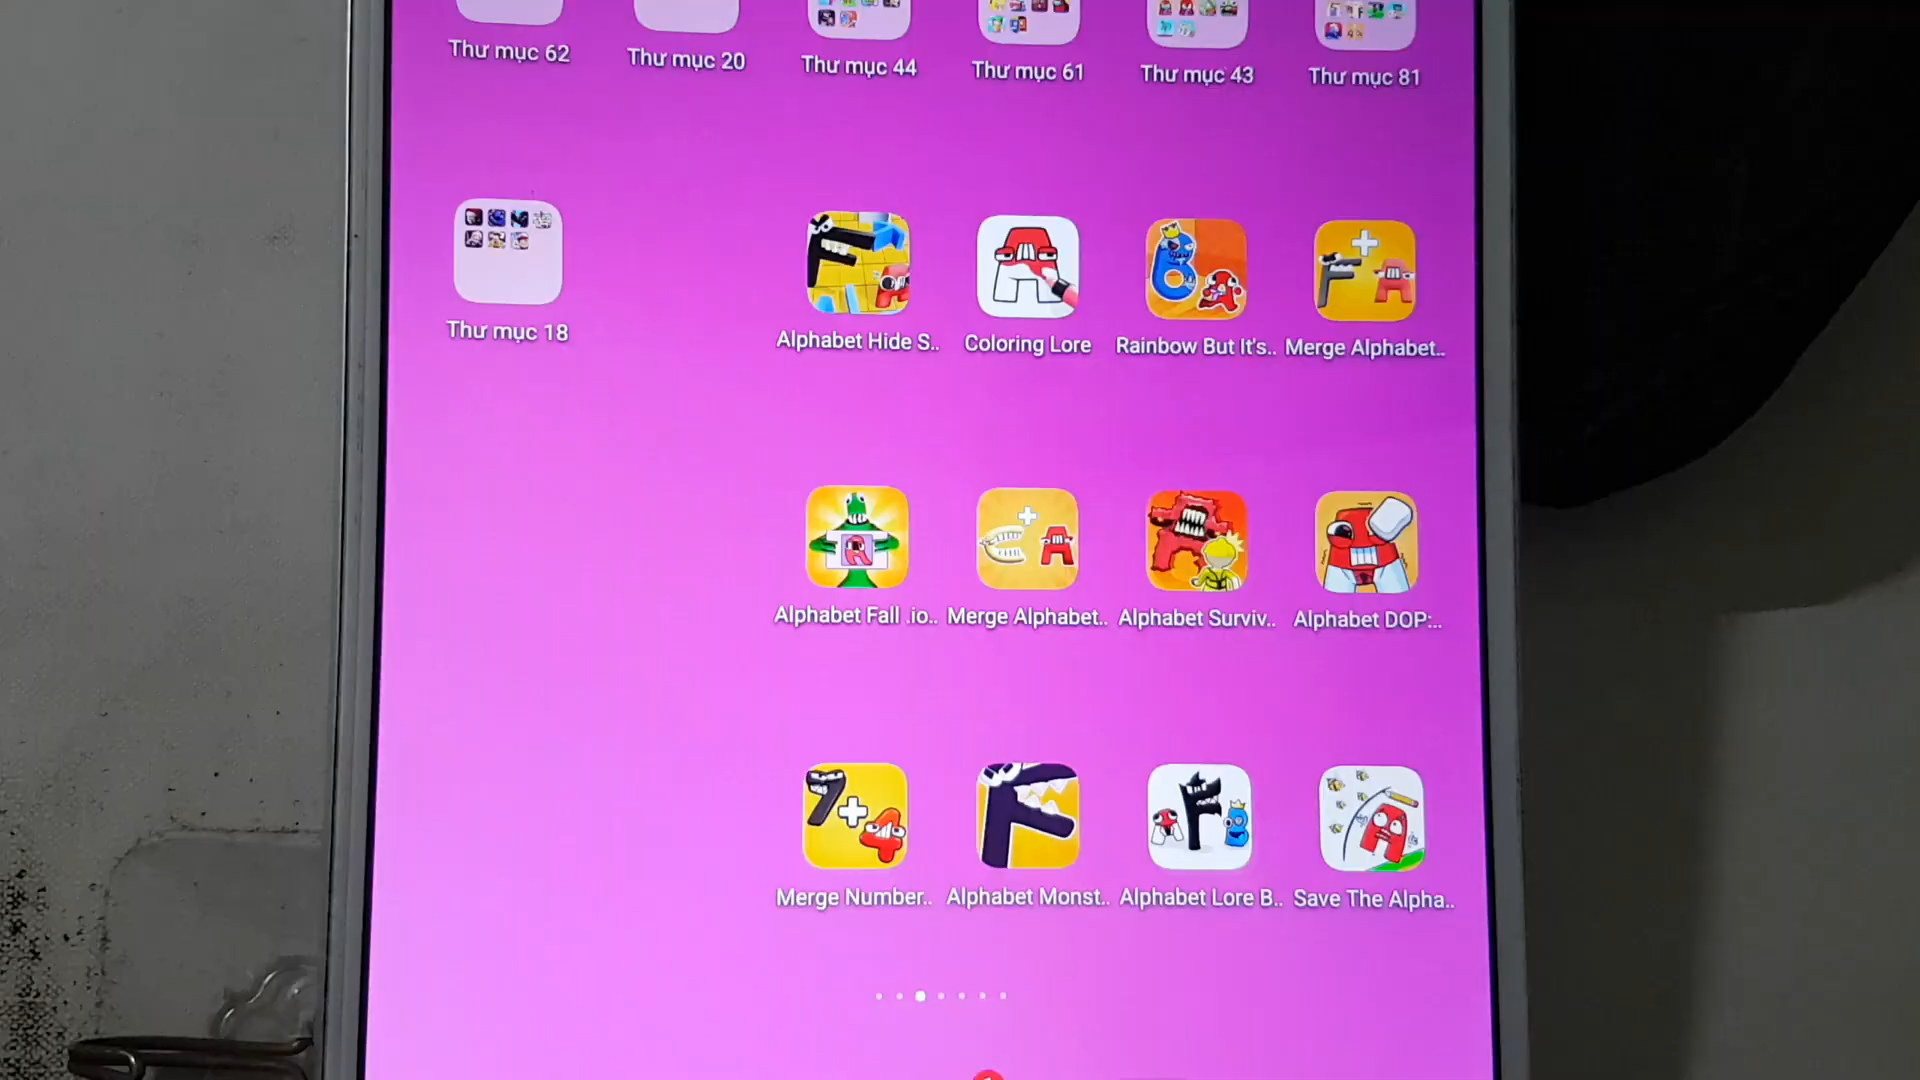 Thư mục 62
Thư mục 20
Thư mục 44
Thư mục 61
Thư mục 43
Thư mục 81
Thư mục 18
Alphabet Hide S..
Coloring Lore
Rainbow But It's..
Merge Alphabet..
Alphabet Fall .io..
Merge Alphabet..
Alphabet Surviv..
Alphabet DOP:..
Merge Number..
Alphabet Monst..
Alphabet Lore B..
Save The Alpha..